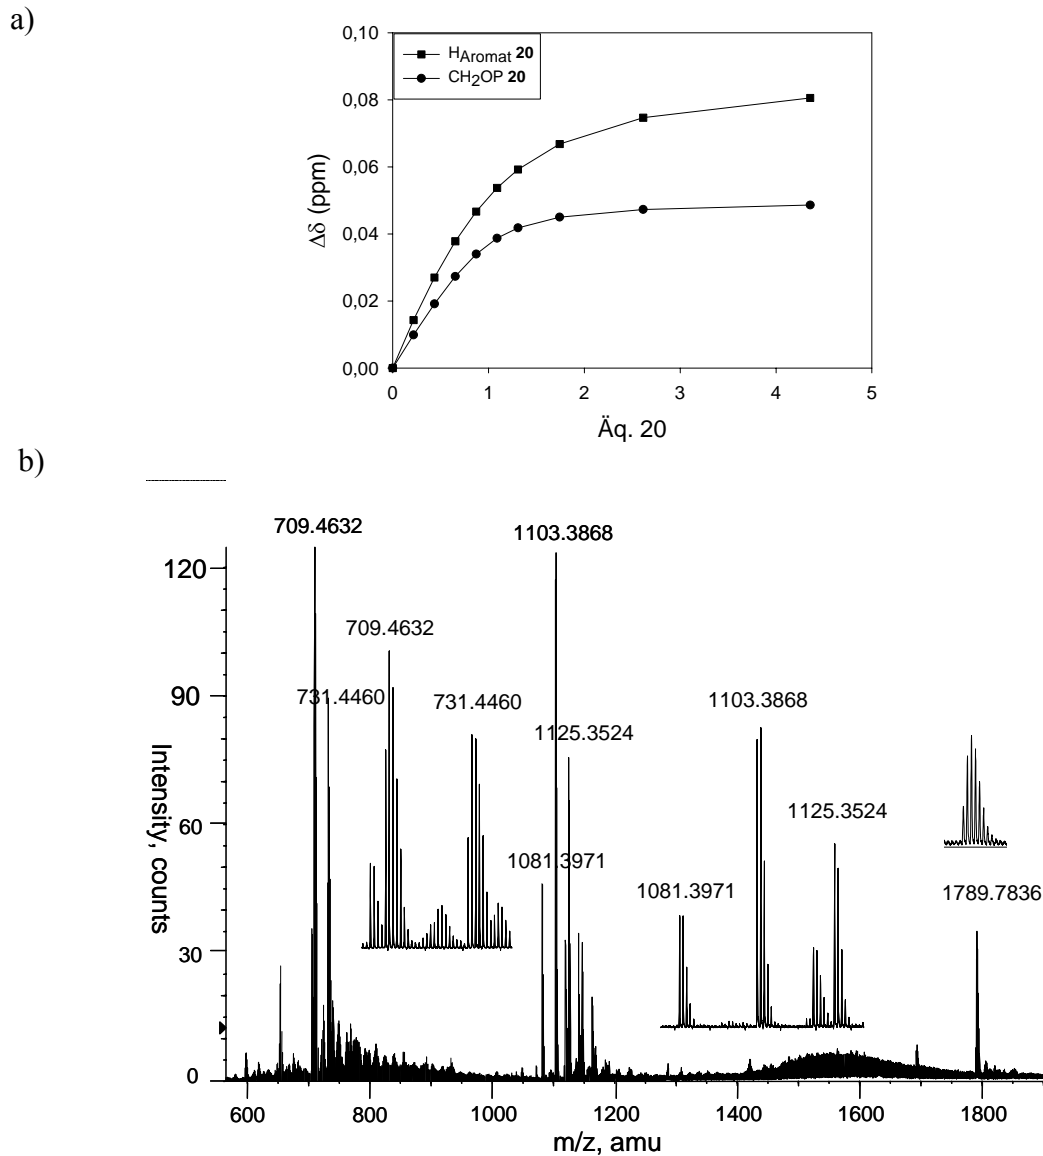 a)
0,10
H Aromat 20
CH2OP 20
0,08
0,06
0,04
0,02
0,00
Δδ (ppm)
0 1 2 3 4 5
Äq. 20
b)
709.4632 1103.3868
120
709.4632
731.4460 731.4460 1103.3868
90
1125.3524
1125.3524
60
1081.3971 1081.3971 1789.7836
30
0
Intensity, counts
600 800 1000 1200 1400 1600 1800
m/z, amu